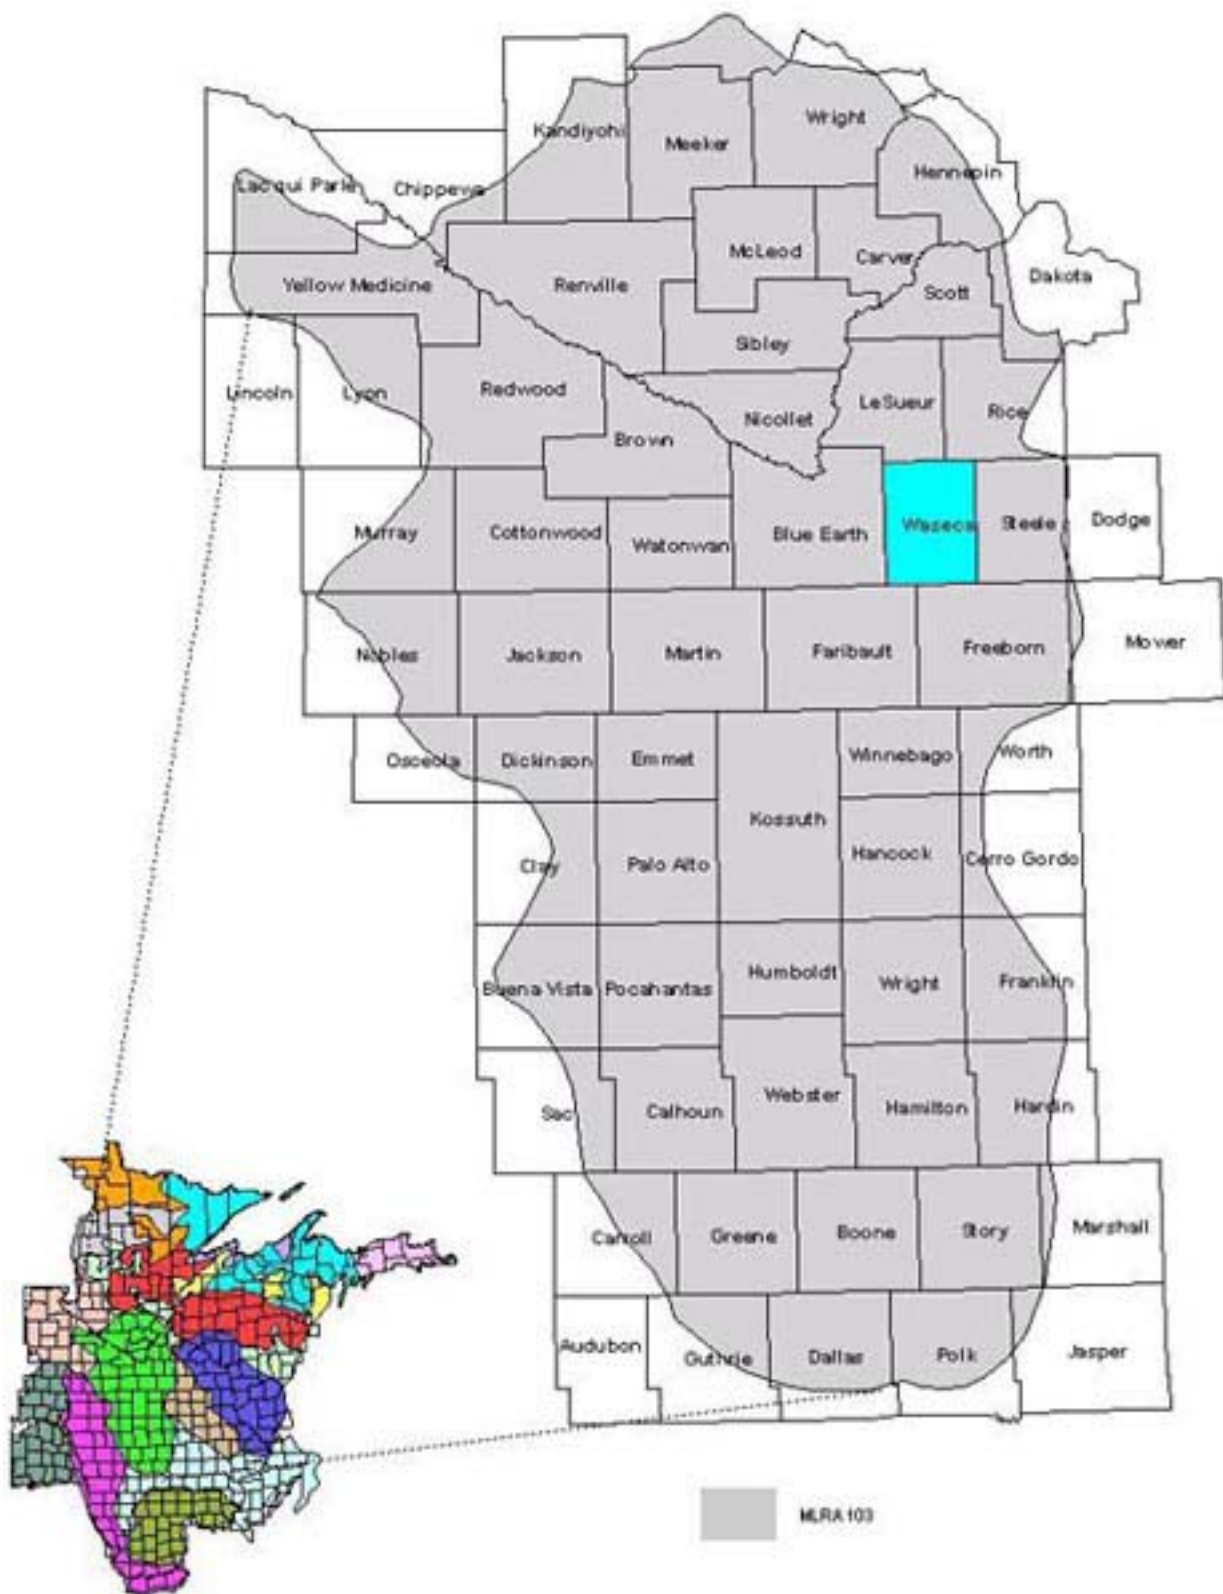 Wright
Kandiyohi
Meeker
Hennepin
Lac qui Parle
Chippewa
McLeod
Carver
Dakota
Yellow Medicine
Renville
Scott
Sibley
Lincoln
Lyon
Redwood
LeSueur
Rice
Nicollet
Brown
Murray
Cottonwood
Watonwan
Blue Earth
Waseca
Steele
Dodge
Nobles
Jackson
Martin
Faribault
Freeborn
Mower
Osceola
Dickinson
Emmet
Winnebago
Worth
Kossuth
Clay
Palo Alto
Hancock
Cerro Gordo
Buena Vista
Pocahantas
Humboldt
Wright
Franklin
Sac
Calhoun
Webster
Hamilton
Hardin
Carroll
Greene
Boone
Story
Marshall
Audubon
Guthrie
Dallas
Polk
Jasper
MLRA 103